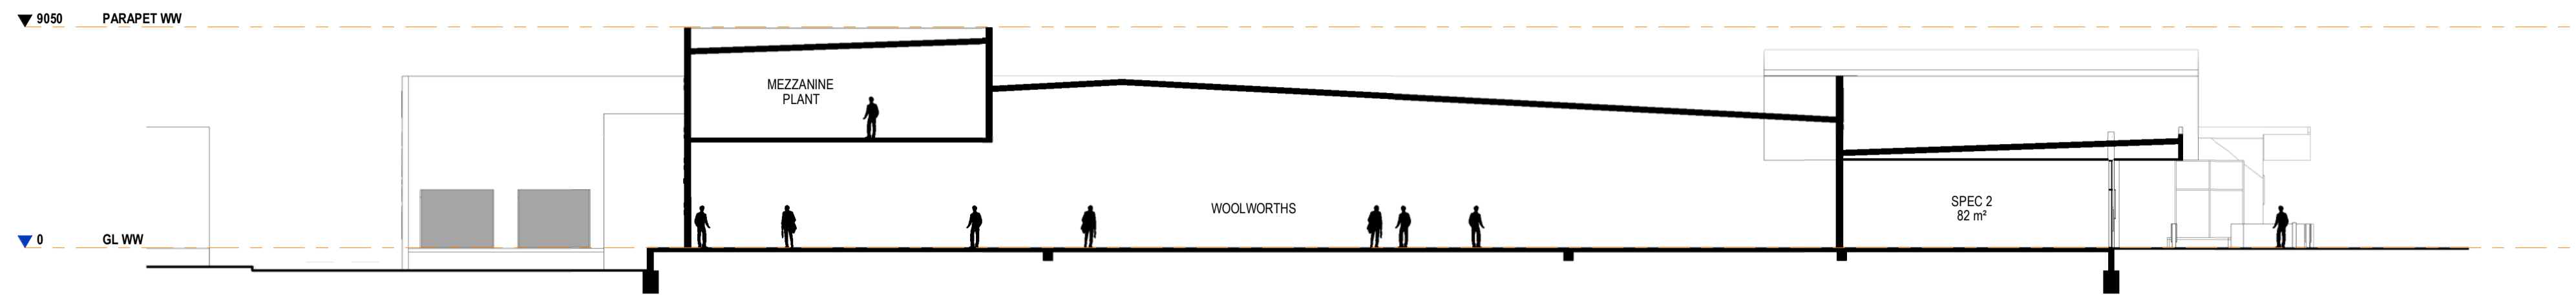 9050 PARAPET WW
MEZZANINE
PLANT
WOOLWORTHS
SPEC 2
82 m²
0 GL WW